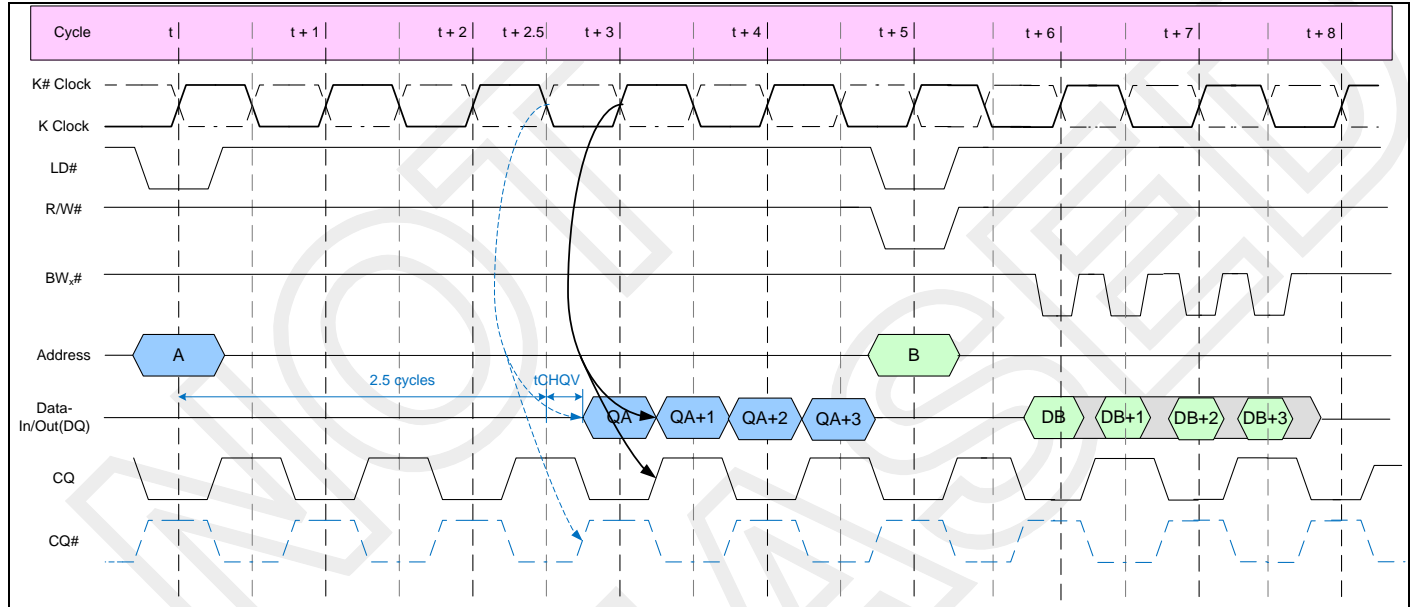 Cycle t t + 1 t + 2 t + 2.5 t + 3 t + 4 t + 5 t + 6 t + 7 t + 8
K# Clock
K Clock
LD#
R/W#
BWx#
Address A B
2.5 cycles tCHQV
Data-
In/Out(DQ) QA QA+1 QA+2 QA+3 DB DB+1 DB+2 DB+3
CQ
CQ#